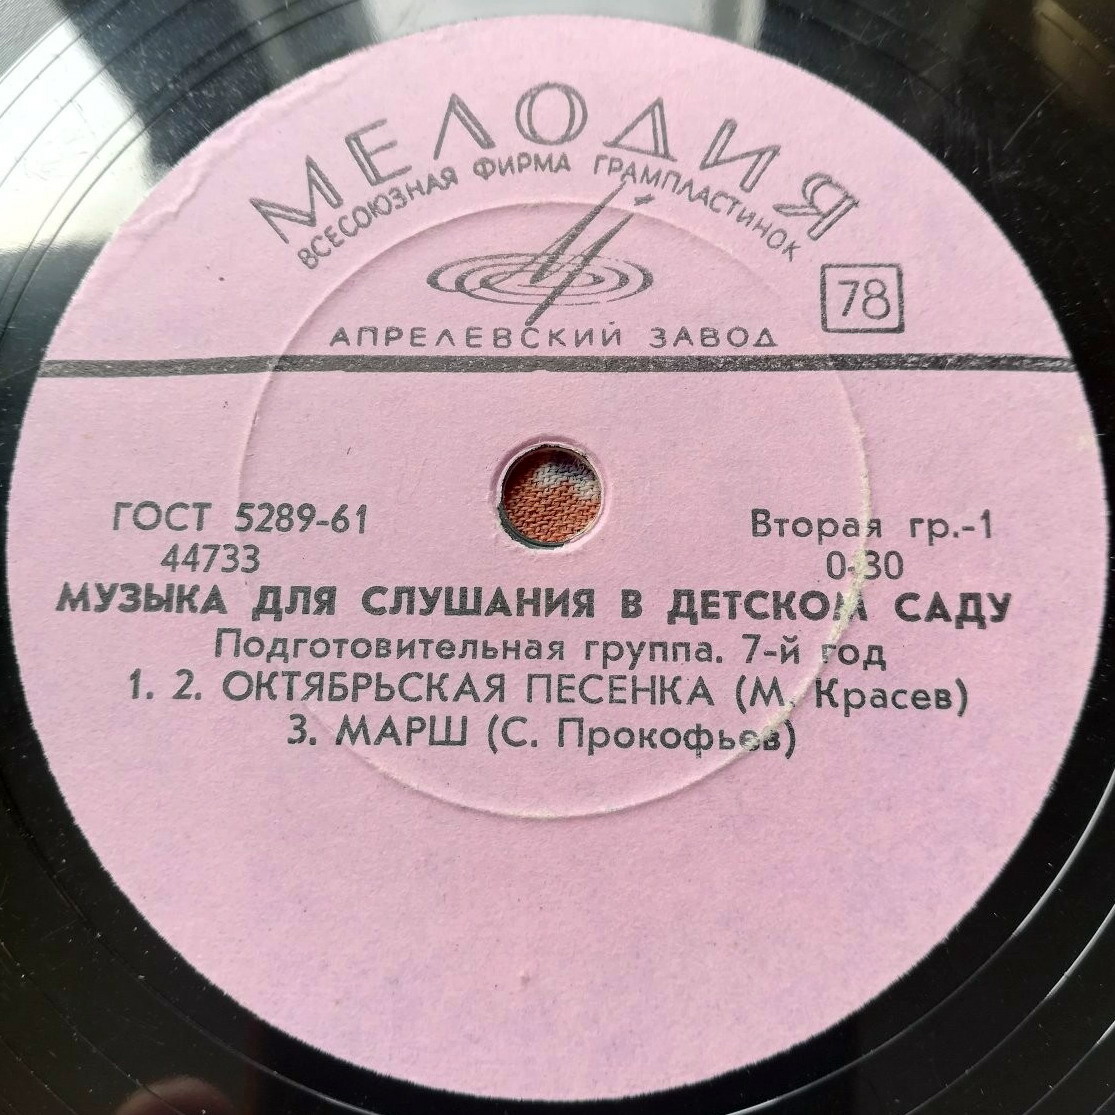 МЕЛОДИЯ
ВСЕСОЮЗНАЯ ФИРМА ГРАМПЛАСТИНОК
78
АПРЕЛЕВСКИЙ ЗАВОД
ГОСТ 5289-61 Вторая гр.-1
44733 0-30
МУЗЫКА ДЛЯ СЛУШАНИЯ В ДЕТСКОМ САДУ
Подготовительная группа. 7-й год
1. 2. ОКТЯБРЬСКАЯ ПЕСЕНКА (М. Красев)
3. МАРШ (С. Прокофьев)